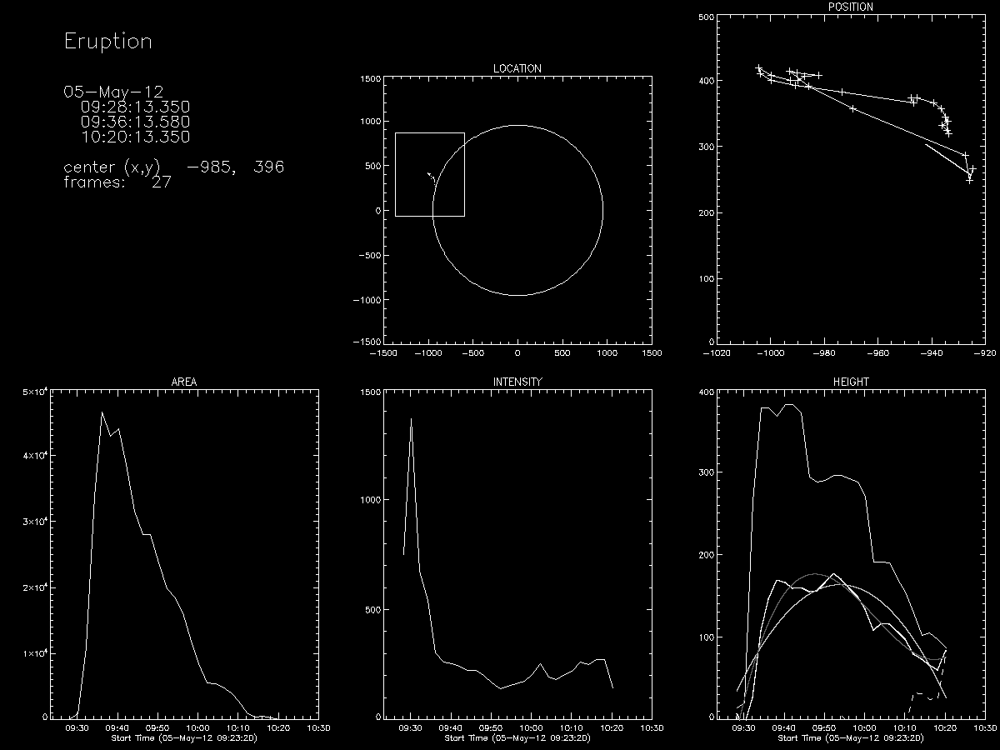 Eruption
05-May-12
09:28:13.350
09:36:13.580
10:20:13.350
center (x,y)   -985,  396
frames:   27
LOCATION
1500
1000
500
0
-500
-1000
-1500
-1500 -1000 -500 0 500 1000 1500
POSITION
500
400
300
200
100
0
-1020 -1000 -980 -960 -940 -920
AREA
5×10⁴
4×10⁴
3×10⁴
2×10⁴
1×10⁴
0
09:30 09:40 09:50 10:00 10:10 10:20 10:30
Start Time (05-May-12 09:23:20)
INTENSITY
1500
1000
500
0
09:30 09:40 09:50 10:00 10:10 10:20 10:30
Start Time (05-May-12 09:23:20)
HEIGHT
400
300
200
100
0
09:30 09:40 09:50 10:00 10:10 10:20 10:30
Start Time (05-May-12 09:23:20)